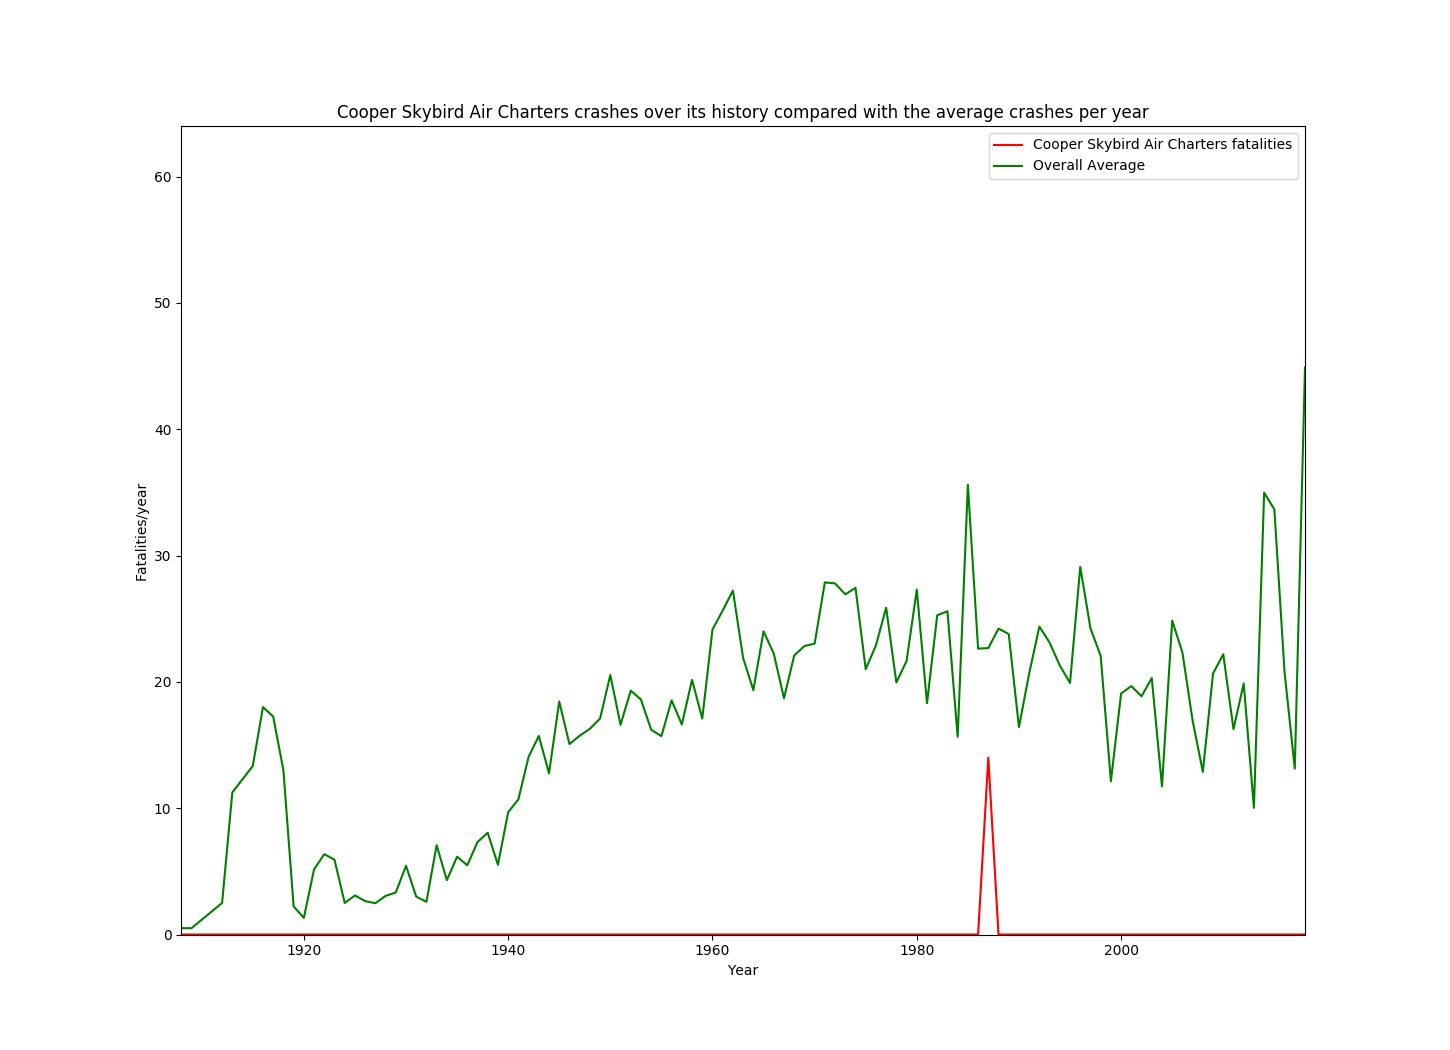 Cooper Skybird Air Charters crashes over its history compared with the average crashes per year
Cooper Skybird Air Charters fatalities
Overall Average
60
50
40
30
20
10
0
Fatalities/year
1920 1940 1960 1980 2000
Year